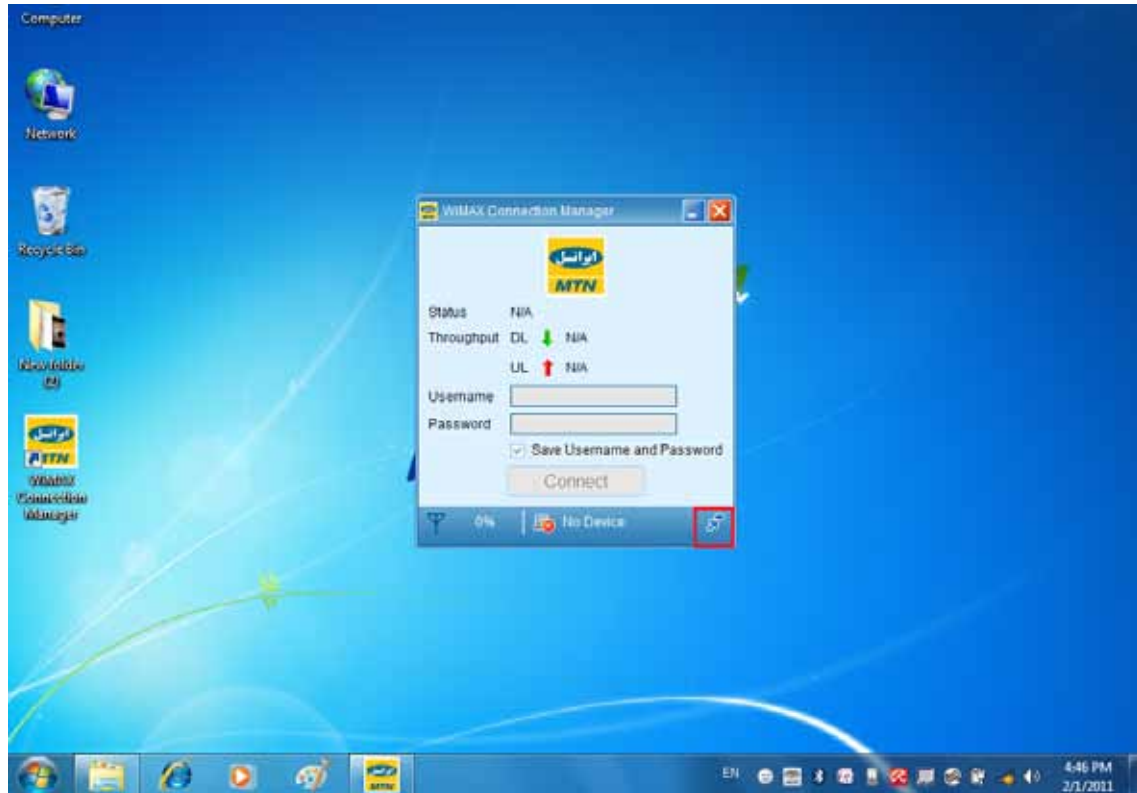 Computer
Network
Recycle Bin
New folder
(2)
ایرانسل
MTN
WiMAX
Connection
Manager
WiMAX Connection Manager
ایرانسل
MTN
Status N/A
Throughput DL N/A
UL N/A
Username
Password
Save Username and Password
Connect
0% No Device
ایرانسل
MTN
EN
4:46 PM
2/1/2011